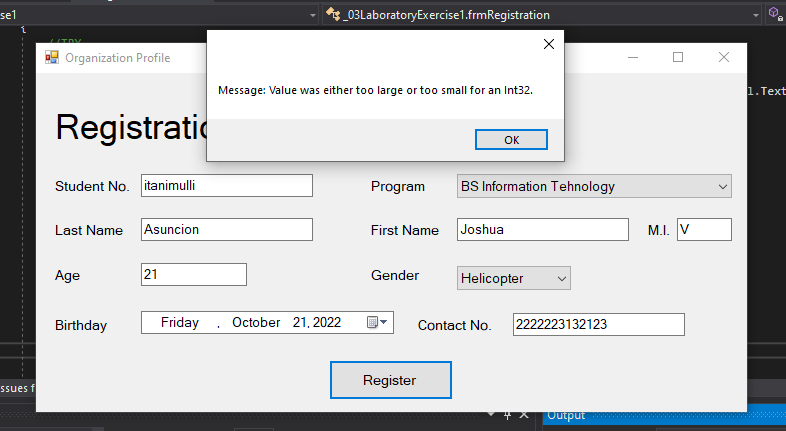 se1
_03LaboratoryExercise1.frmRegistration
//TRY
Organization Profile
Message: Value was either too large or too small for an Int32.
l.Text
OK
Registratio
Student No. itanimulli Program BS Information Tehnology
Last Name Asuncion First Name Joshua M.I. V
Age 21 Gender Helicopter
Birthday Friday , October 21, 2022 Contact No. 2222223132123
Register
ssues f
Output